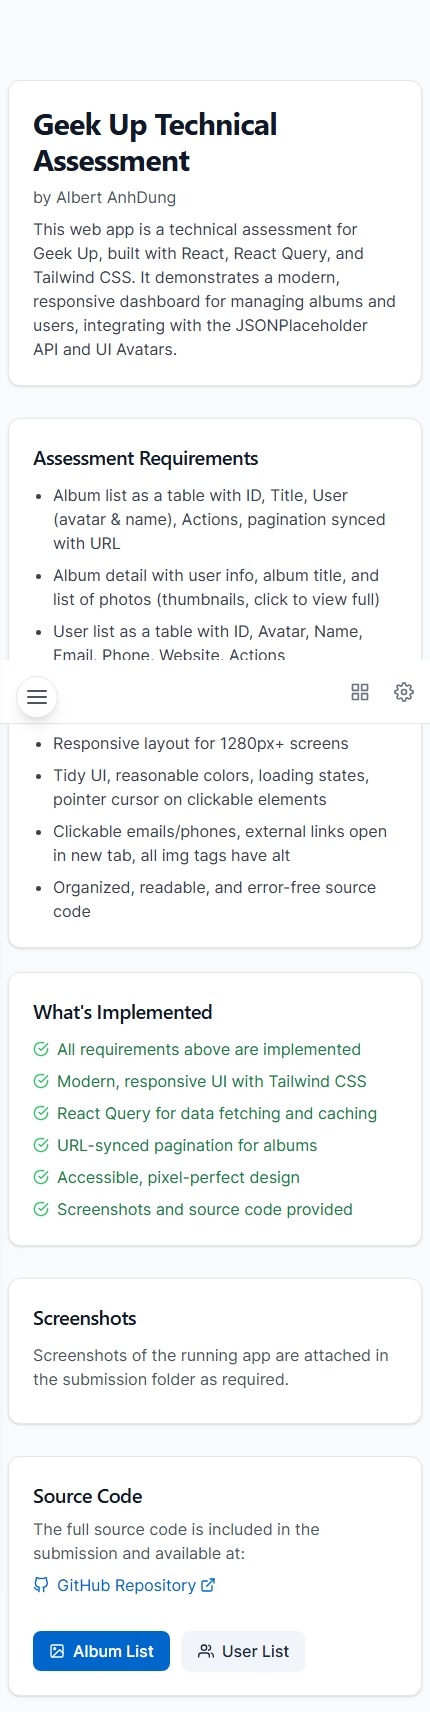 Geek Up Technical
Assessment
by Albert AnhDung
This web app is a technical assessment for
Geek Up, built with React, React Query, and
Tailwind CSS. It demonstrates a modern,
responsive dashboard for managing albums and
users, integrating with the JSONPlaceholder
API and UI Avatars.
Assessment Requirements
• Album list as a table with ID, Title, User
(avatar & name), Actions, pagination synced
with URL
• Album detail with user info, album title, and
list of photos (thumbnails, click to view full)
• User list as a table with ID, Avatar, Name,
Email, Phone, Website, Actions
• Responsive layout for 1280px+ screens
• Tidy UI, reasonable colors, loading states,
pointer cursor on clickable elements
• Clickable emails/phones, external links open
in new tab, all img tags have alt
• Organized, readable, and error-free source
code
What's Implemented
All requirements above are implemented
Modern, responsive UI with Tailwind CSS
React Query for data fetching and caching
URL-synced pagination for albums
Accessible, pixel-perfect design
Screenshots and source code provided
Screenshots
Screenshots of the running app are attached in
the submission folder as required.
Source Code
The full source code is included in the
submission and available at:
GitHub Repository
Album List
User List